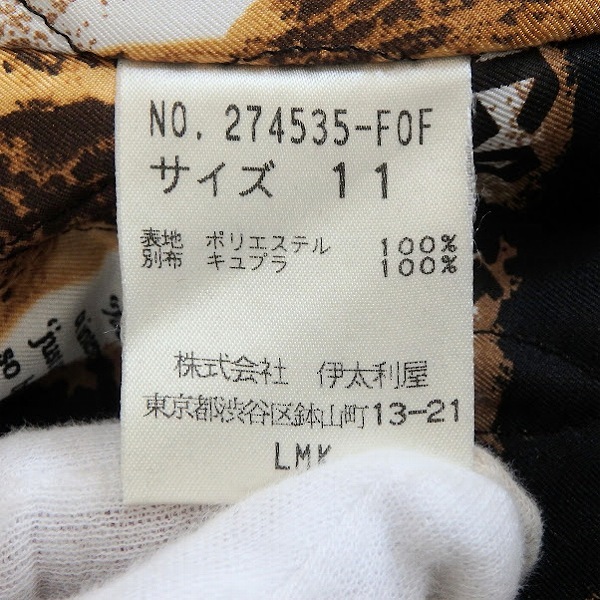 NO. 274535-F0F
サイズ 11
表地 ポリエステル 100%
別布 キュプラ 100%
株式会社 伊太利屋
東京都渋谷区鉢山町13-21
LMK